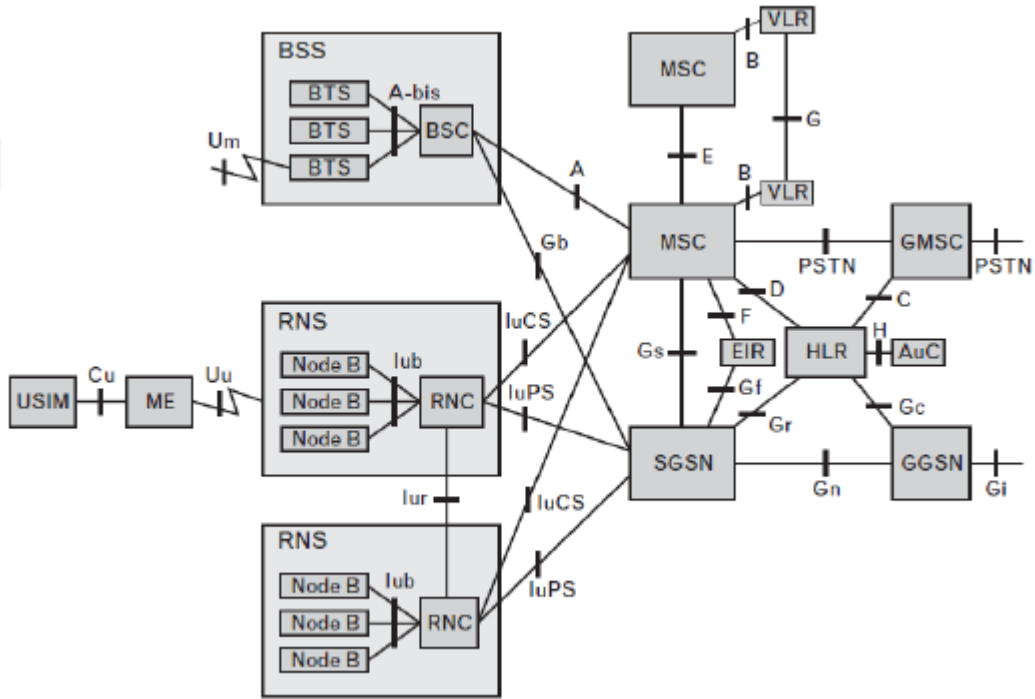 BSS
BTS
BTS
BTS
A-bis
BSC
Um
A
Gb
MSC
VLR
B
G
E
B
VLR
MSC
PSTN
GMSC
PSTN
D
C
F
H
Gs
EIR
HLR
AuC
Gf
Gr
Gc
SGSN
Gn
GGSN
Gi
RNS
Node B
Node B
Node B
Iub
RNC
IuCS
IuPS
USIM
Cu
ME
Uu
Iur
RNS
Node B
Node B
Node B
Iub
RNC
IuCS
IuPS